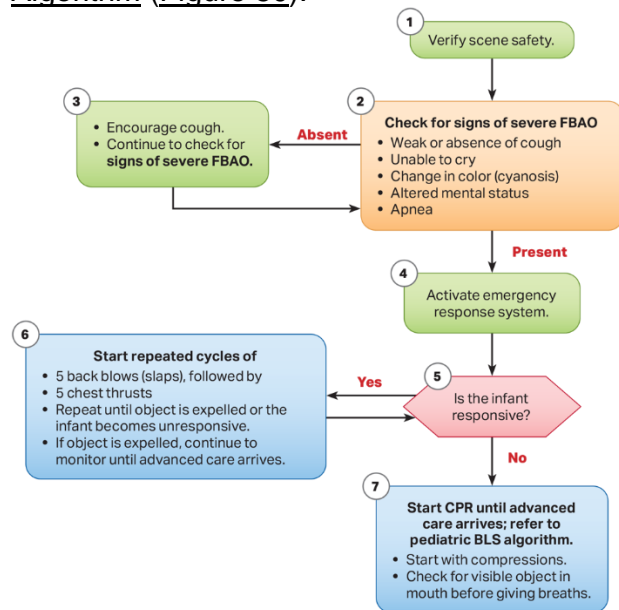 Algorithm (Figure
1
Verify scene safety.
3
• Encourage cough.
• Continue to check for
signs of severe FBAO.
Absent
2
Check for signs of severe FBAO
• Weak or absence of cough
• Unable to cry
• Change in color (cyanosis)
• Altered mental status
• Apnea
Present
4
Activate emergency
response system.
6
Start repeated cycles of
• 5 back blows (slaps), followed by
• 5 chest thrusts
• Repeat until object is expelled or the
infant becomes unresponsive.
• If object is expelled, continue to
monitor until advanced care arrives.
Yes
5
Is the infant
responsive?
No
7
Start CPR until advanced
care arrives; refer to
pediatric BLS algorithm.
• Start with compressions.
• Check for visible object in
mouth before giving breaths.